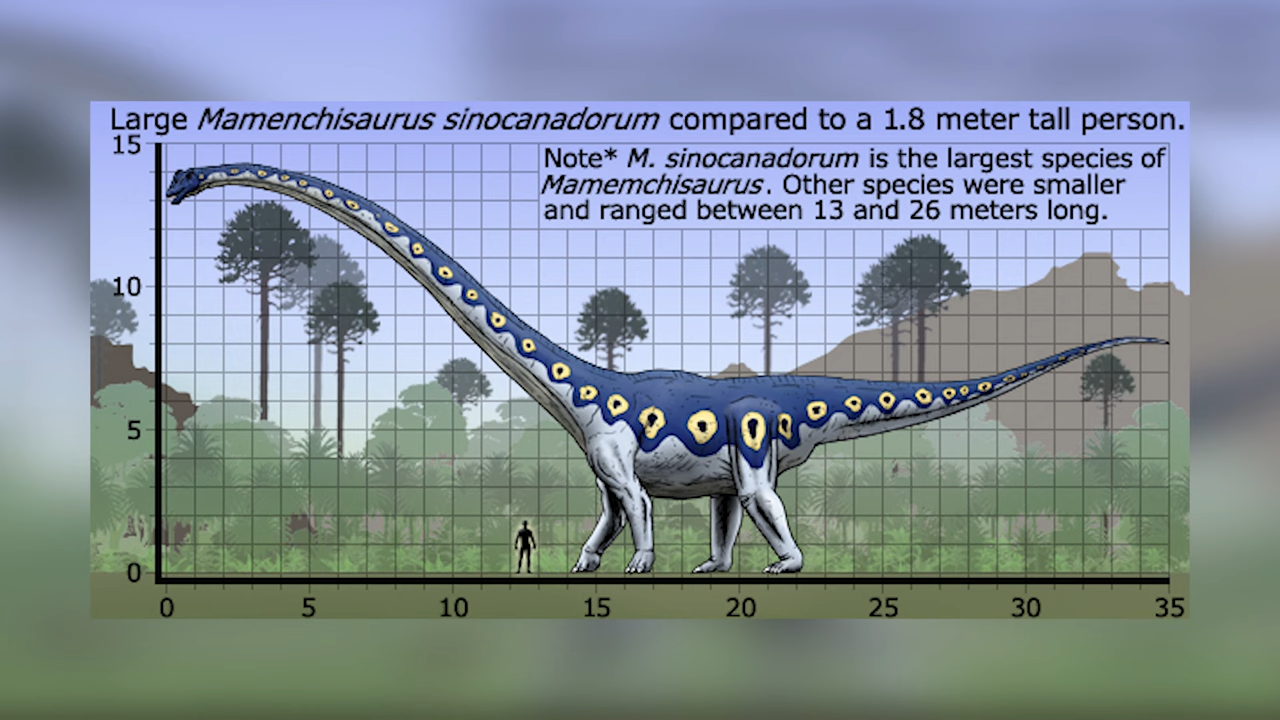 Large Mamenchisaurus sinocanadorum compared to a 1.8 meter tall person.
Note* M. sinocanadorum is the largest species of
Mamemchisaurus. Other species were smaller
and ranged between 13 and 26 meters long.
15
10
5
0
0 5 10 15 20 25 30 35